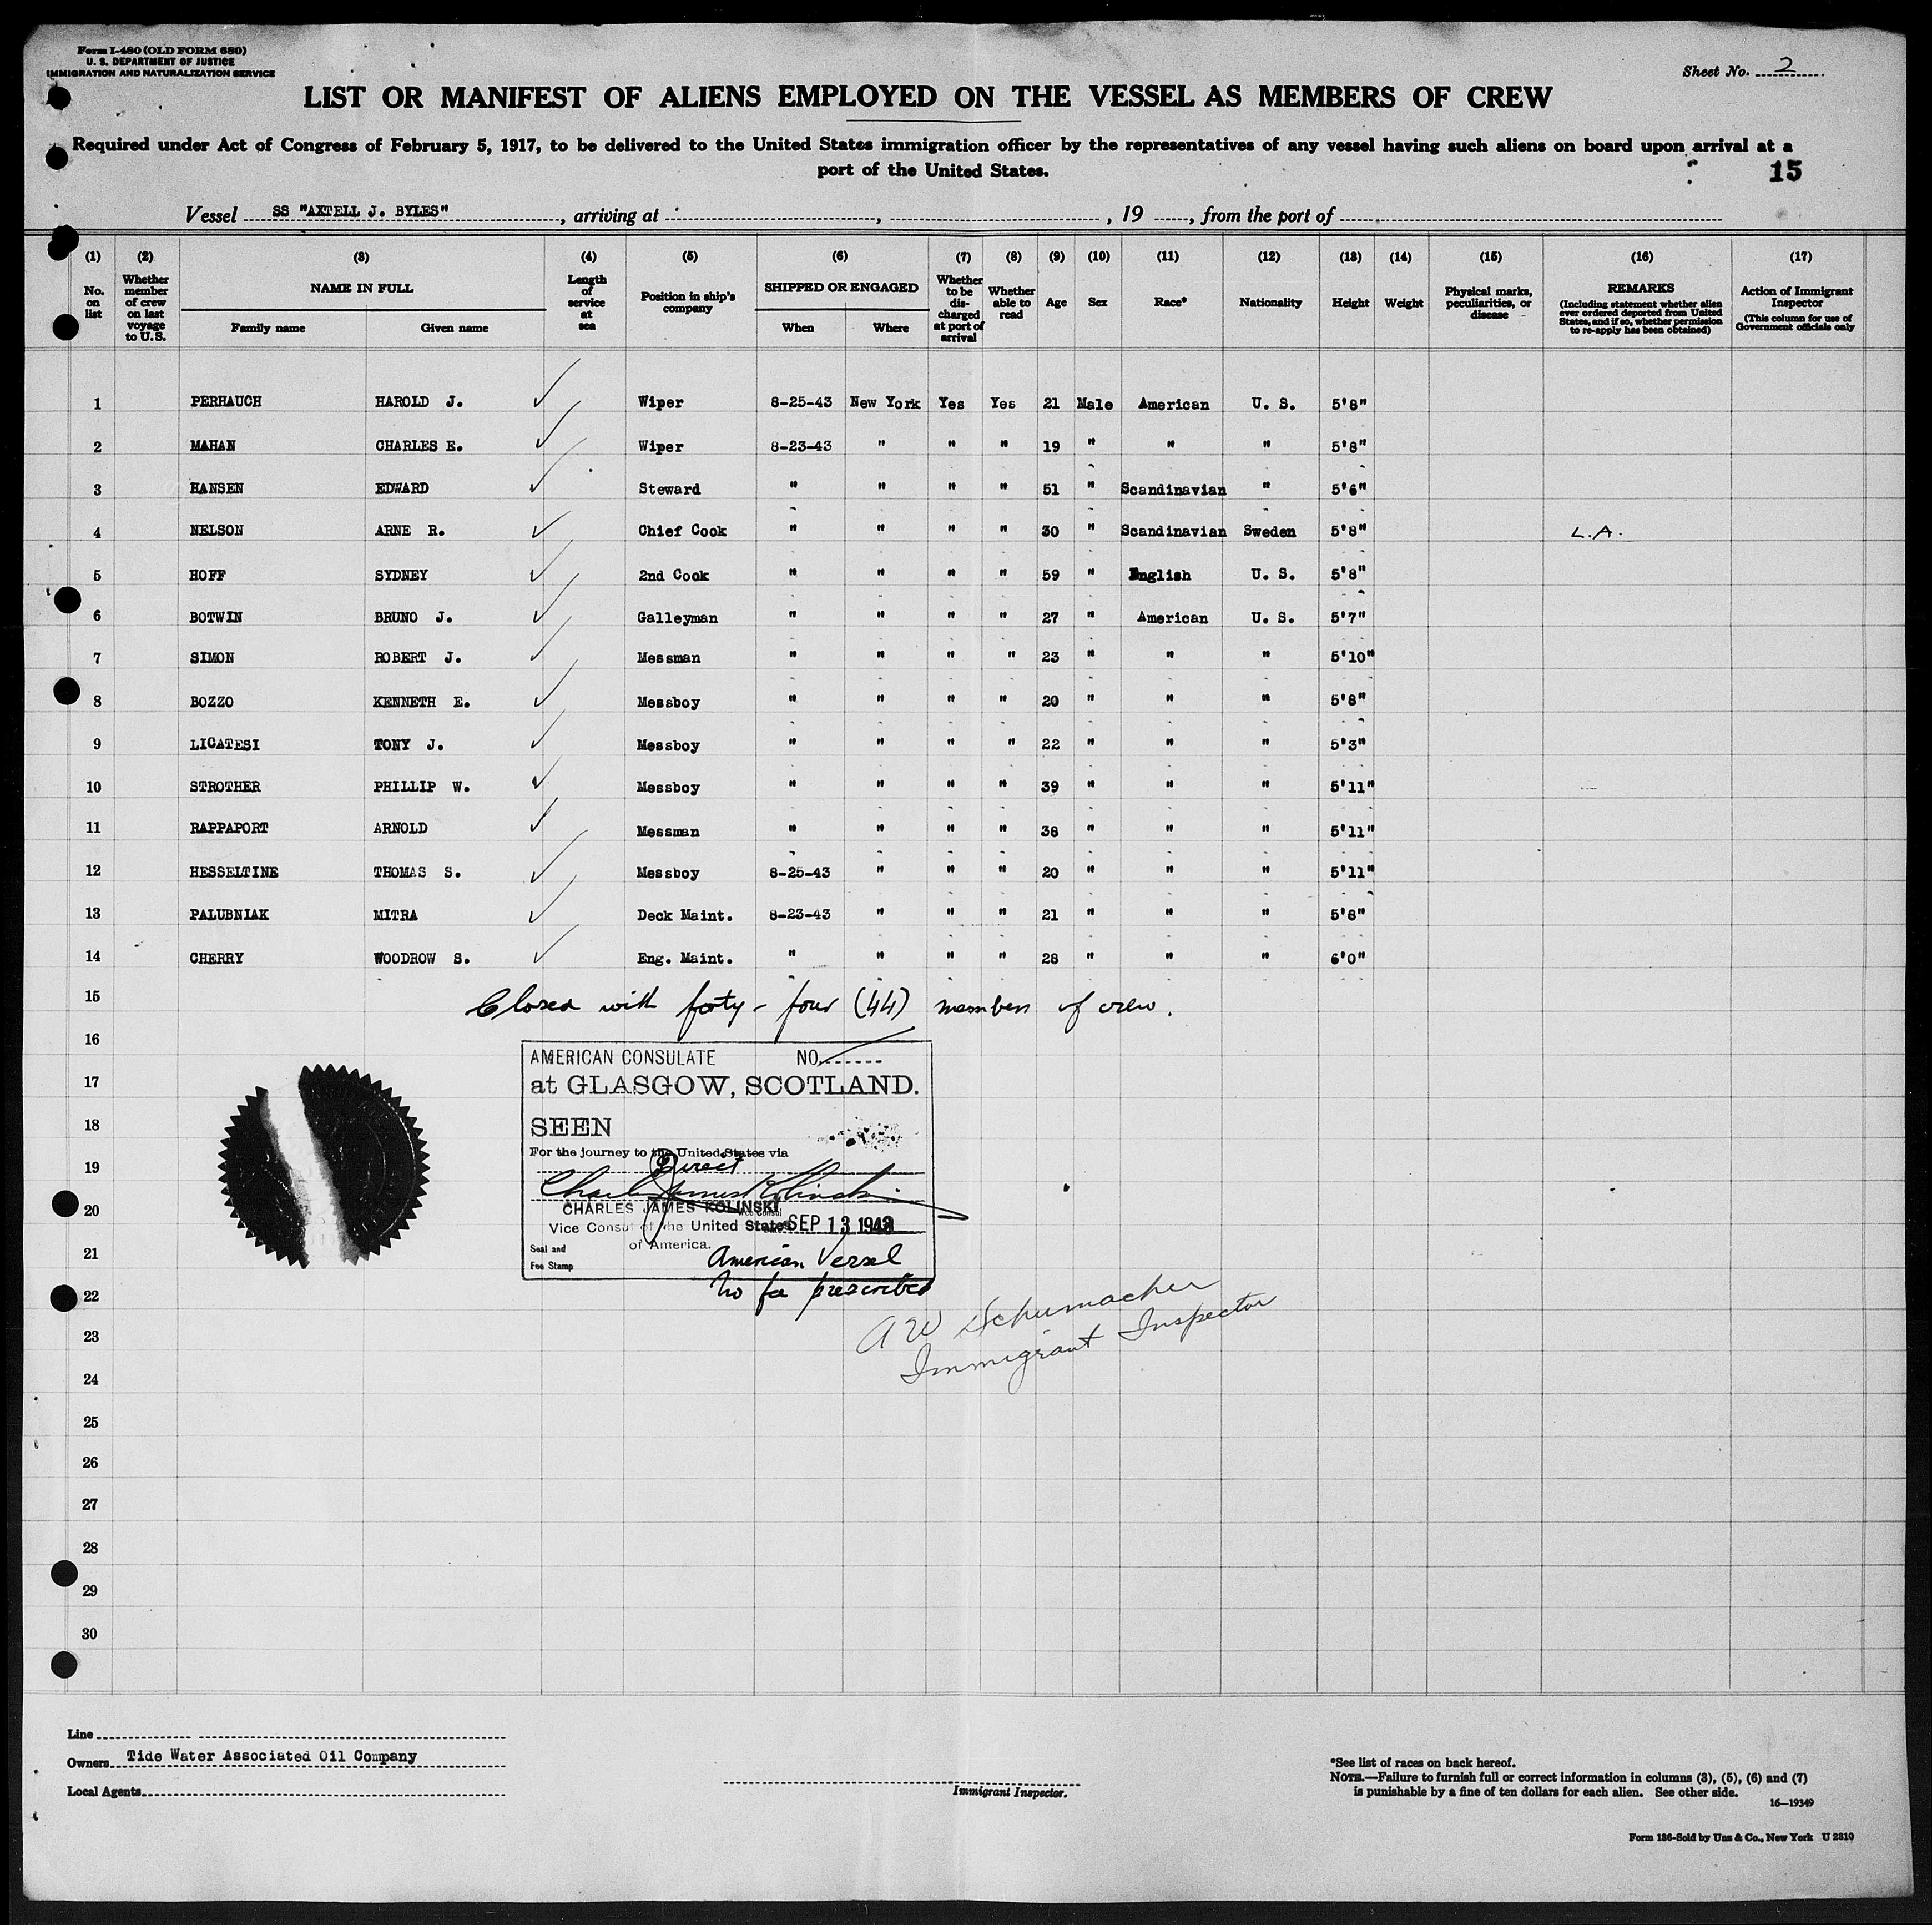 Form I-480 (OLD FORM 680)
U. S. DEPARTMENT OF JUSTICE
IMMIGRATION AND NATURALIZATION SERVICE
Sheet No. 2
LIST OR MANIFEST OF ALIENS EMPLOYED ON THE VESSEL AS MEMBERS OF CREW
Required under Act of Congress of February 5, 1917, to be delivered to the United States immigration officer by the representatives of any vessel having such aliens on board upon arrival at a
port of the United States.
15
Vessel SS "AXTELL J. BYLES", arriving at , , 19 , from the port of
(1) (2) (3) (4) (5) (6) (7) (8) (9) (10) (11) (12) (13) (14) (15) (16) (17)
No. on list
Whether member of crew on last voyage to U.S.
NAME IN FULL
Family name Given name
Length of service at sea
Position in ship's company
SHIPPED OR ENGAGED
When Where
Whether to be discharged at port of arrival
Whether able to read
Age
Sex
Race*
Nationality
Height
Weight
Physical marks, peculiarities, or disease
REMARKS
(Including statement whether alien ever ordered deported from United States, and if so, whether permission to re-apply has been obtained)
Action of Immigrant Inspector
(This column for use of Government officials only
1 PERHAUCH HAROLD J. ✓ Wiper 8-25-43 New York Yes Yes 21 Male American U. S. 5'8"
2 MAHAN CHARLES E. ✓ Wiper 8-23-43 " " " 19 " " " 5'8"
3 HANSEN EDWARD ✓ Steward " " " " 51 " Scandinavian " 5'6"
4 NELSON ARNE R. ✓ Chief Cook " " " " 30 " Scandinavian Sweden 5'8" L.A.
5 HOFF SYDNEY ✓ 2nd Cook " " " " 59 " English U. S. 5'8"
6 BOTWIN BRUNO J. ✓ Galleyman " " " " 27 " American U. S. 5'7"
7 SIMON ROBERT J. ✓ Messman " " " " 23 " " " 5'10"
8 BOZZO KENNETH E. ✓ Messboy " " " " 20 " " " 5'8"
9 LICATESI TONY J. ✓ Messboy " " " " 22 " " " 5'3"
10 STROTHER PHILLIP W. ✓ Messboy " " " " 39 " " " 5'11"
11 RAPPAPORT ARNOLD ✓ Messman " " " " 38 " " " 5'11"
12 HESSELTINE THOMAS S. ✓ Messboy 8-25-43 " " " 20 " " " 5'11"
13 PALUBNIAK MITRA ✓ Deck Maint. 8-23-43 " " " 21 " " " 5'8"
14 CHERRY WOODROW S. ✓ Eng. Maint. " " " " 28 " " " 6'0"
15 Closed with forty-four (44) members of crew.
16
17
18
19
20
21
22
23
24
25
26
27
28
29
30
AMERICAN CONSULATE NO.
at GLASGOW, SCOTLAND.
SEEN
For the journey to the United States via
Direct
Charles James Kolinski
CHARLES JAMES KOLINSKI
Vice Consul of the United States
of America.
SEP 13 1943
Seal and
Fee Stamp
American Vessel
No fee prescribed
A W Schumacher
Immigrant Inspector
Line
Owners Tide Water Associated Oil Company
Local Agents
Immigrant Inspector.
*See list of races on back hereof.
NOTE.—Failure to furnish full or correct information in columns (3), (5), (6) and (7)
is punishable by a fine of ten dollars for each alien. See other side.
16—19349
Form 136-Sold by Unz & Co., New York U 2310